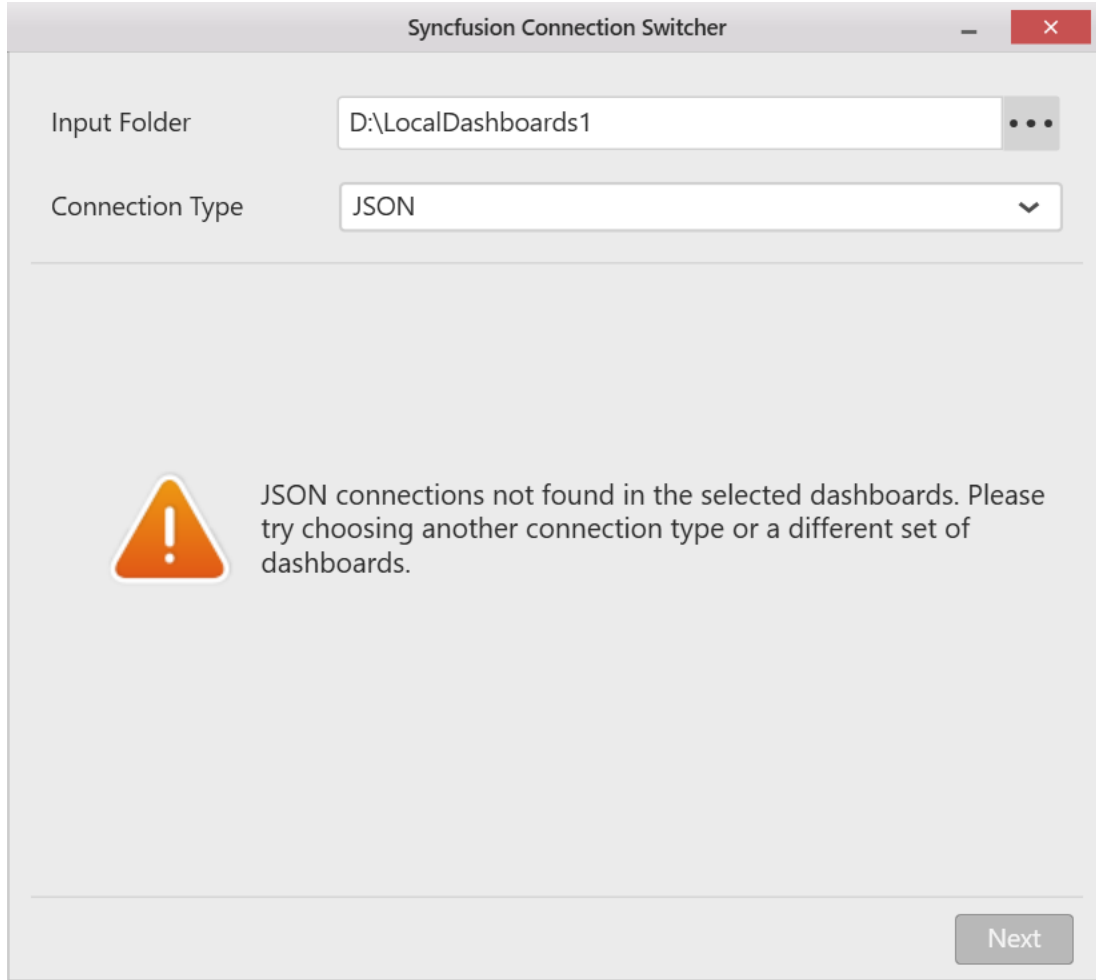 Syncfusion Connection Switcher
Input Folder
D:\LocalDashboards1
Connection Type
JSON
JSON connections not found in the selected dashboards. Please
try choosing another connection type or a different set of
dashboards.
Next